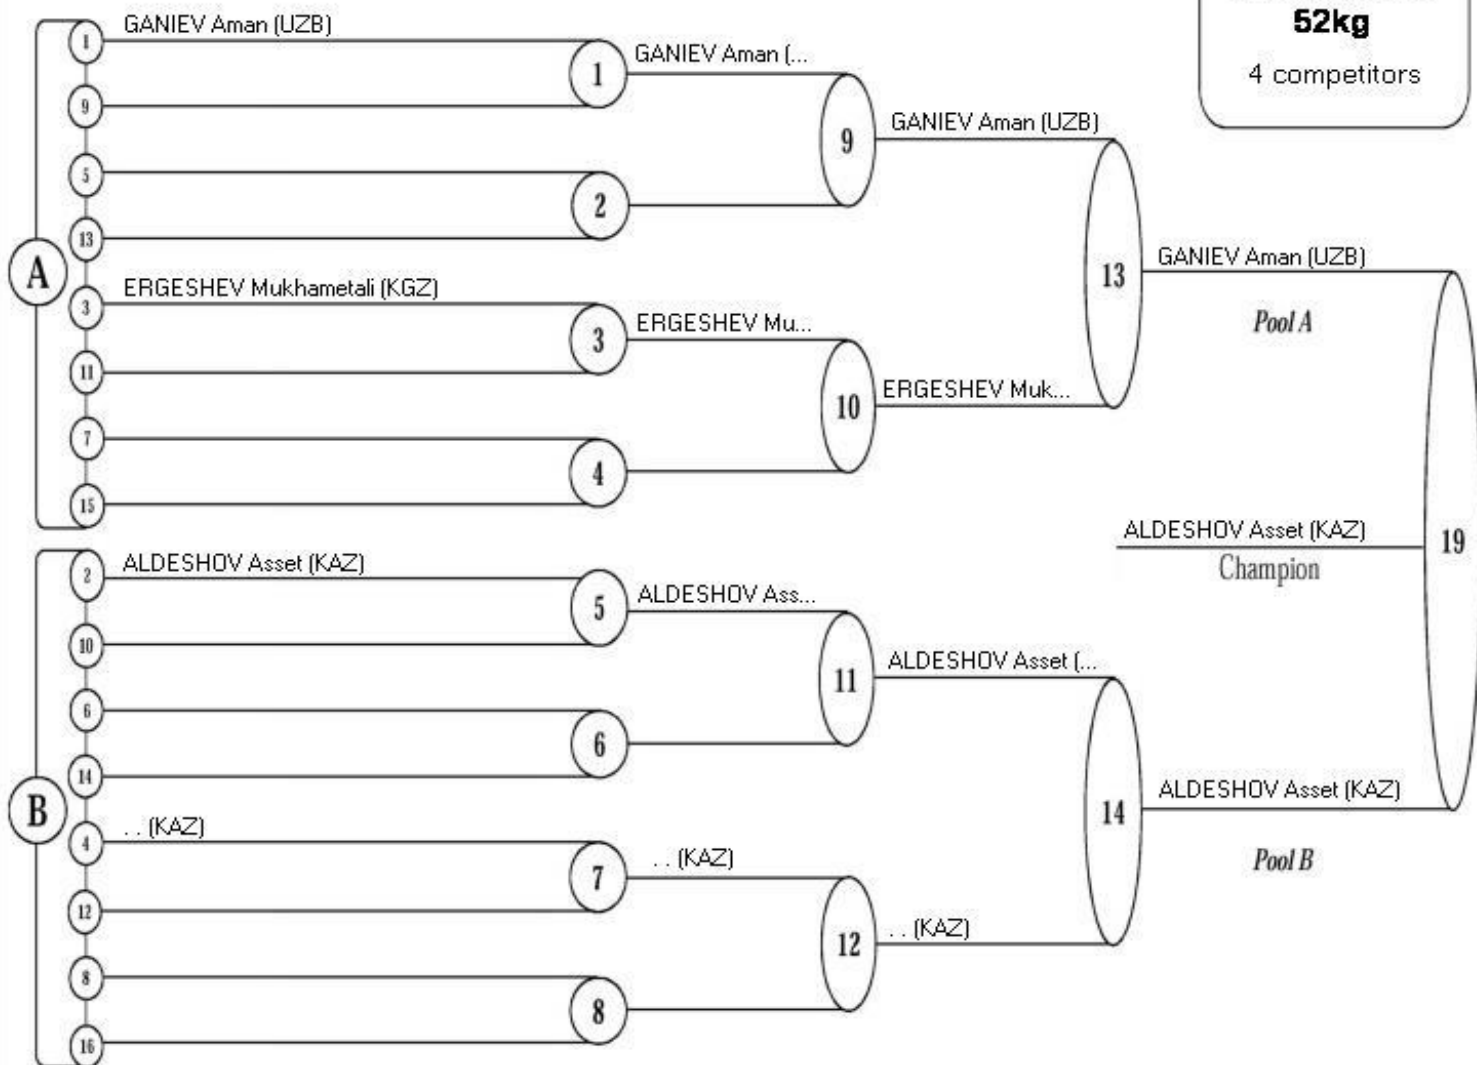 52kg
4 competitors
GANIEV Aman (UZB)
1
9
5
13
A
ERGESHEV Mukhametali (KGZ)
3
11
7
15
1
2
3
4
GANIEV Aman (...
ERGESHEV Mu...
9
10
GANIEV Aman (UZB)
ERGESHEV Muk...
13
GANIEV Aman (UZB)
Pool A
ALDESHOV Asset (KAZ)
Champion
19
ALDESHOV Asset (KAZ)
2
10
6
14
B
. . (KAZ)
4
12
8
16
5
6
7
8
ALDESHOV Ass...
. . (KAZ)
11
12
ALDESHOV Asset (...
. . (KAZ)
14
ALDESHOV Asset (KAZ)
Pool B